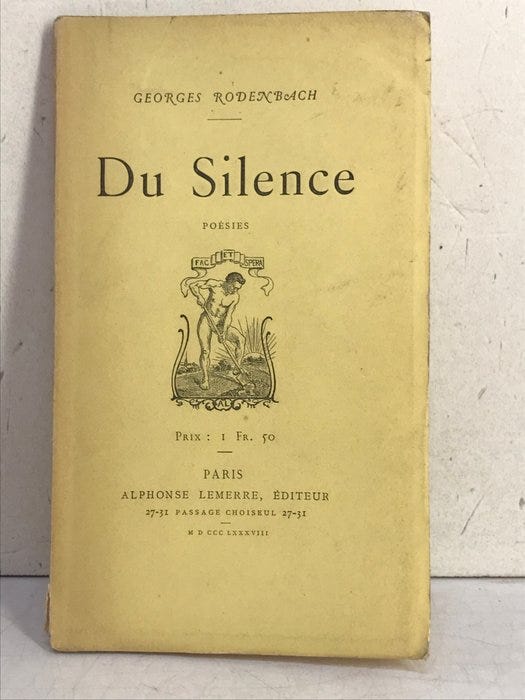 GEORGES RODENBACH
Du Silence
POÉSIES
FAC ET SPERA
AL
PRIX : 1 FR. 50
PARIS
ALPHONSE LEMERRE, ÉDITEUR
27-31 PASSAGE CHOISEUL 27-31
M D CCC LXXXVIII